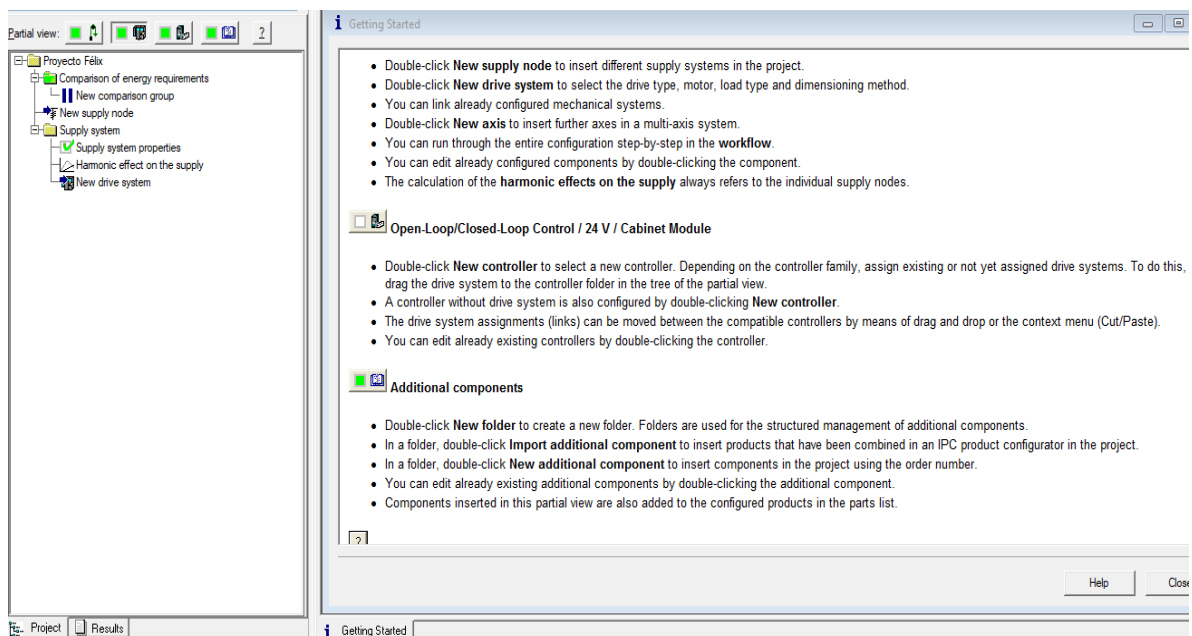 Partial view:
?
Proyecto Félix
Comparison of energy requirements
New comparison group
New supply node
Supply system
Supply system properties
Harmonic effect on the supply
New drive system
Project
Results
Getting Started
• Double-click New supply node to insert different supply systems in the project.
• Double-click New drive system to select the drive type, motor, load type and dimensioning method.
• You can link already configured mechanical systems.
• Double-click New axis to insert further axes in a multi-axis system.
• You can run through the entire configuration step-by-step in the workflow.
• You can edit already configured components by double-clicking the component.
• The calculation of the harmonic effects on the supply always refers to the individual supply nodes.
Open-Loop/Closed-Loop Control / 24 V / Cabinet Module
• Double-click New controller to select a new controller. Depending on the controller family, assign existing or not yet assigned drive systems. To do this,
drag the drive system to the controller folder in the tree of the partial view.
• A controller without drive system is also configured by double-clicking New controller.
• The drive system assignments (links) can be moved between the compatible controllers by means of drag and drop or the context menu (Cut/Paste).
• You can edit already existing controllers by double-clicking the controller.
Additional components
• Double-click New folder to create a new folder. Folders are used for the structured management of additional components.
• In a folder, double-click Import additional component to insert products that have been combined in an IPC product configurator in the project.
• In a folder, double-click New additional component to insert components in the project using the order number.
• You can edit already existing additional components by double-clicking the additional component.
• Components inserted in this partial view are also added to the configured products in the parts list.
?
Help
Close
Getting Started